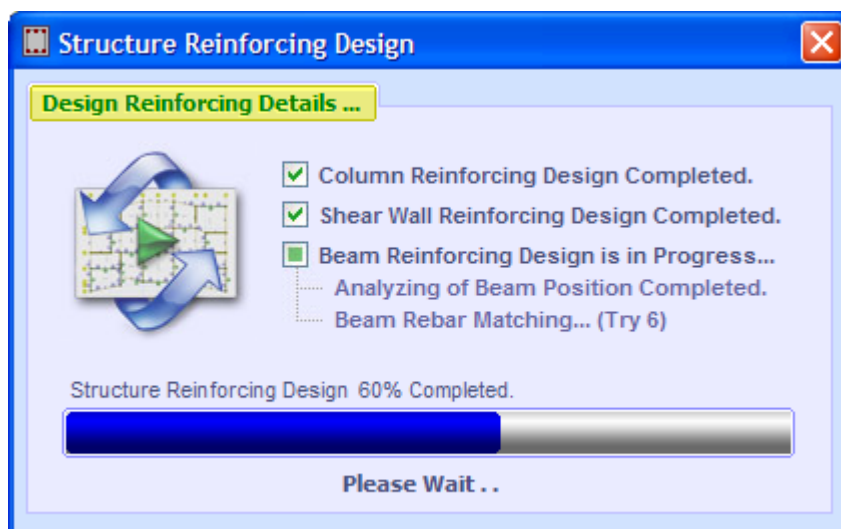 Structure Reinforcing Design
Design Reinforcing Details ...
Column Reinforcing Design Completed.
Shear Wall Reinforcing Design Completed.
Beam Reinforcing Design is in Progress...
Analyzing of Beam Position Completed.
Beam Rebar Matching... (Try 6)
Structure Reinforcing Design 60% Completed.
Please Wait . .